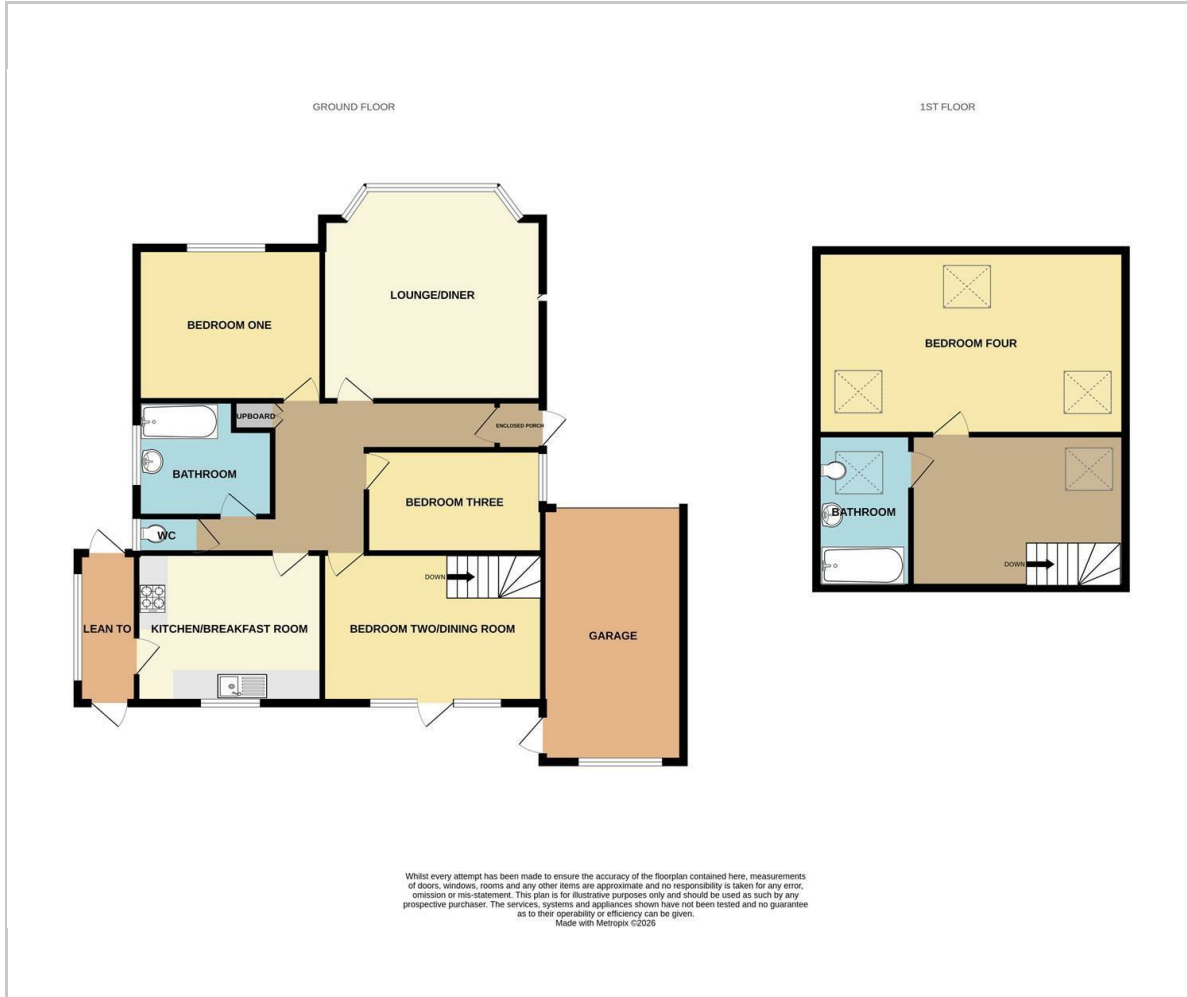 GROUND FLOOR
1ST FLOOR
LOUNGE/DINER
BEDROOM ONE
BEDROOM FOUR
UPBOARD
ENCLOSED PORCH
BATHROOM
BEDROOM THREE
BATHROOM
WC
DOWN
DOWN
LEAN TO
KITCHEN/BREAKFAST ROOM
BEDROOM TWO/DINING ROOM
GARAGE
Whilst every attempt has been made to ensure the accuracy of the floorplan contained here, measurements
of doors, windows, rooms and any other items are approximate and no responsibility is taken for any error,
omission or mis-statement. This plan is for illustrative purposes only and should be used as such by any
prospective purchaser. The services, systems and appliances shown have not been tested and no guarantee
as to their operability or efficiency can be given.
Made with Metropix ©2026